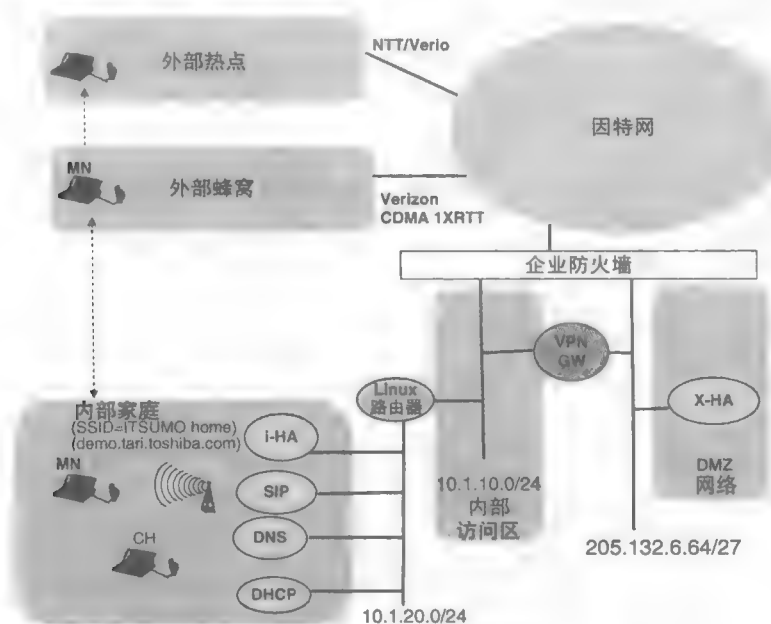 外部热点
NTT/Verio
因特网
MN
外部蜂窝
Verizon
CDMA 1XRTT
企业防火墙
VPN
GW
Linux
路由器
X-HA
内部家庭
(SSID=ITSUMO home)
(demo.tari.toshiba.com)
i-HA
MN
SIP
10.1.10.0/24
内部
访问区
DMZ
网络
CH
DNS
205.132.6.64/27
DHCP
10.1.20.0/24